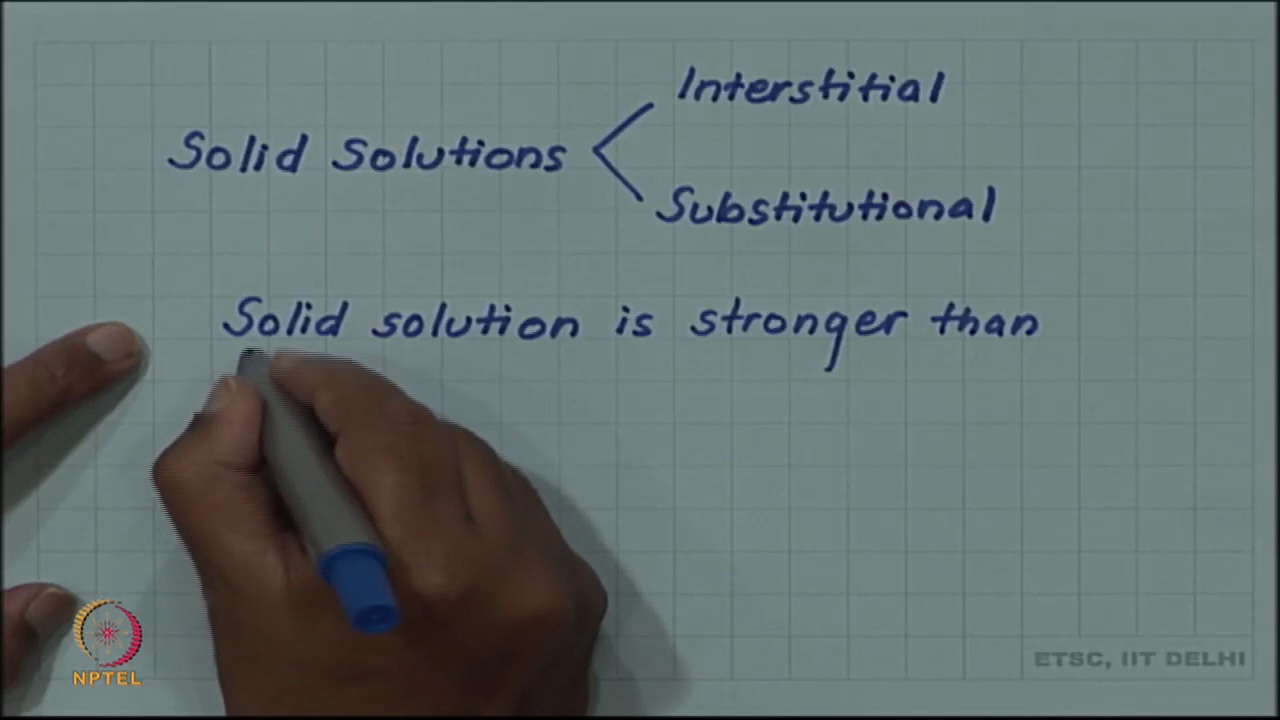 Interstitial
Solid Solutions
Substitutional
Solid solution is stronger than
NPTEL
ETSC, IIT DELHI